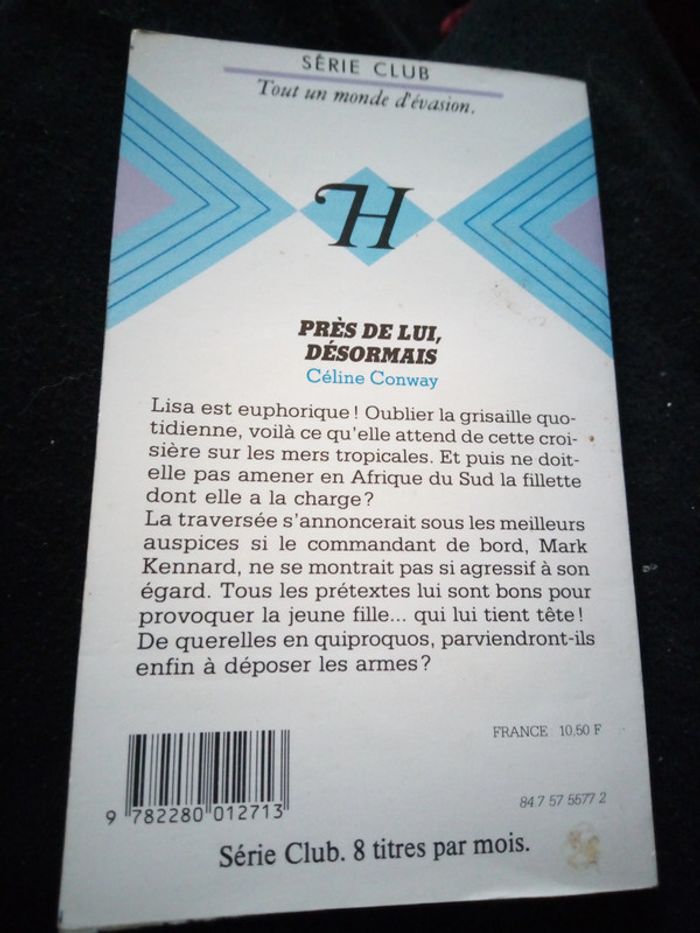 SÉRIE CLUB
Tout un monde d'évasion.
H
PRÈS DE LUI,
DÉSORMAIS
Céline Conway
Lisa est euphorique ! Oublier la grisaille quo-
tidienne, voilà ce qu'elle attend de cette croi-
sière sur les mers tropicales. Et puis ne doit-
elle pas amener en Afrique du Sud la fillette
dont elle a la charge ?
La traversée s'annoncerait sous les meilleurs
auspices si le commandant de bord, Mark
Kennard, ne se montrait pas si agressif à son
égard. Tous les prétextes lui sont bons pour
provoquer la jeune fille... qui lui tient tête !
De querelles en quiproquos, parviendront-ils
enfin à déposer les armes ?
FRANCE 10,50 F
84 7 57 5577 2
9 782280 012713
Série Club. 8 titres par mois.